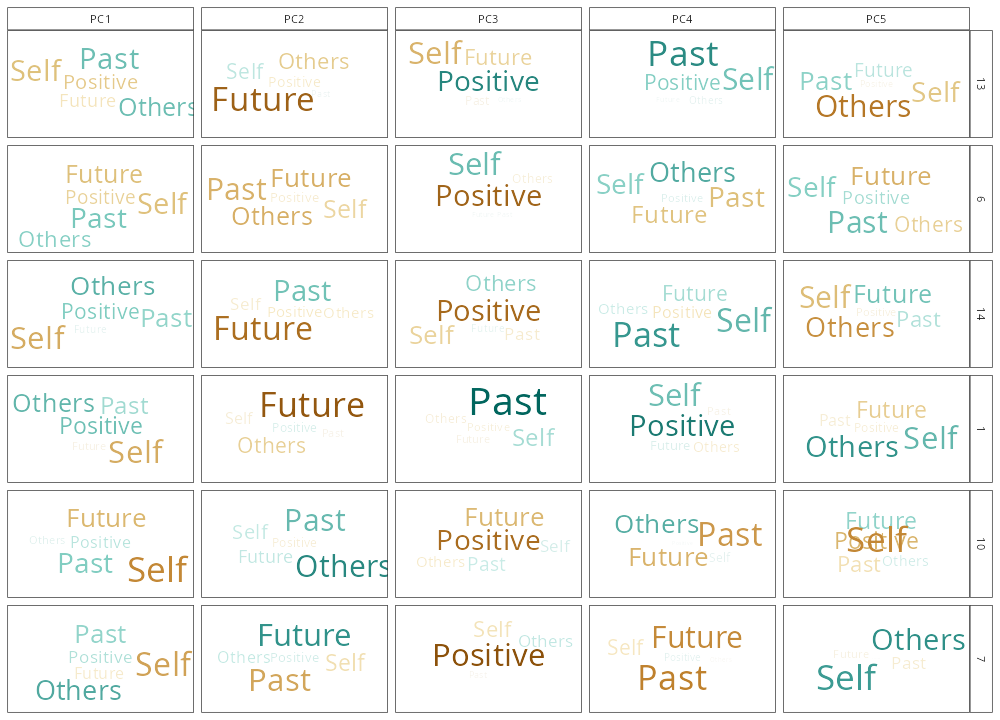 PC1 PC2 PC3 PC4 PC5
Past Self Positive Future Others
Self Others Positive Future Past
Self Future Positive Past
Past Positive Self Others
Future Past Positive Self Others
13
Future Positive Self Past Others
Past Future Positive Self Others
Self Others Positive
Others Self Positive Past Future
Future Self Positive Past Others
6
Others Positive Past Self Future
Past Self Positive Others Future
Others Positive Future Self Past
Future Others Positive Self Past
Self Future Positive Others Past
14
Others Past Positive Future Self
Future Self Positive Past Others
Past Others Positive Future Self
Self Past Positive Future Others
Future Past Positive Others Self
1
Future Others Positive Past Self
Past Self Positive Future Others
Future Positive Self Others Past
Others Past Future Self
Future Positive Self Past Others
10
Past Positive Self Future Others
Future Others Positive Self Past
Self Others Positive Past
Future Self Positive Past
Others Future Past Self
7